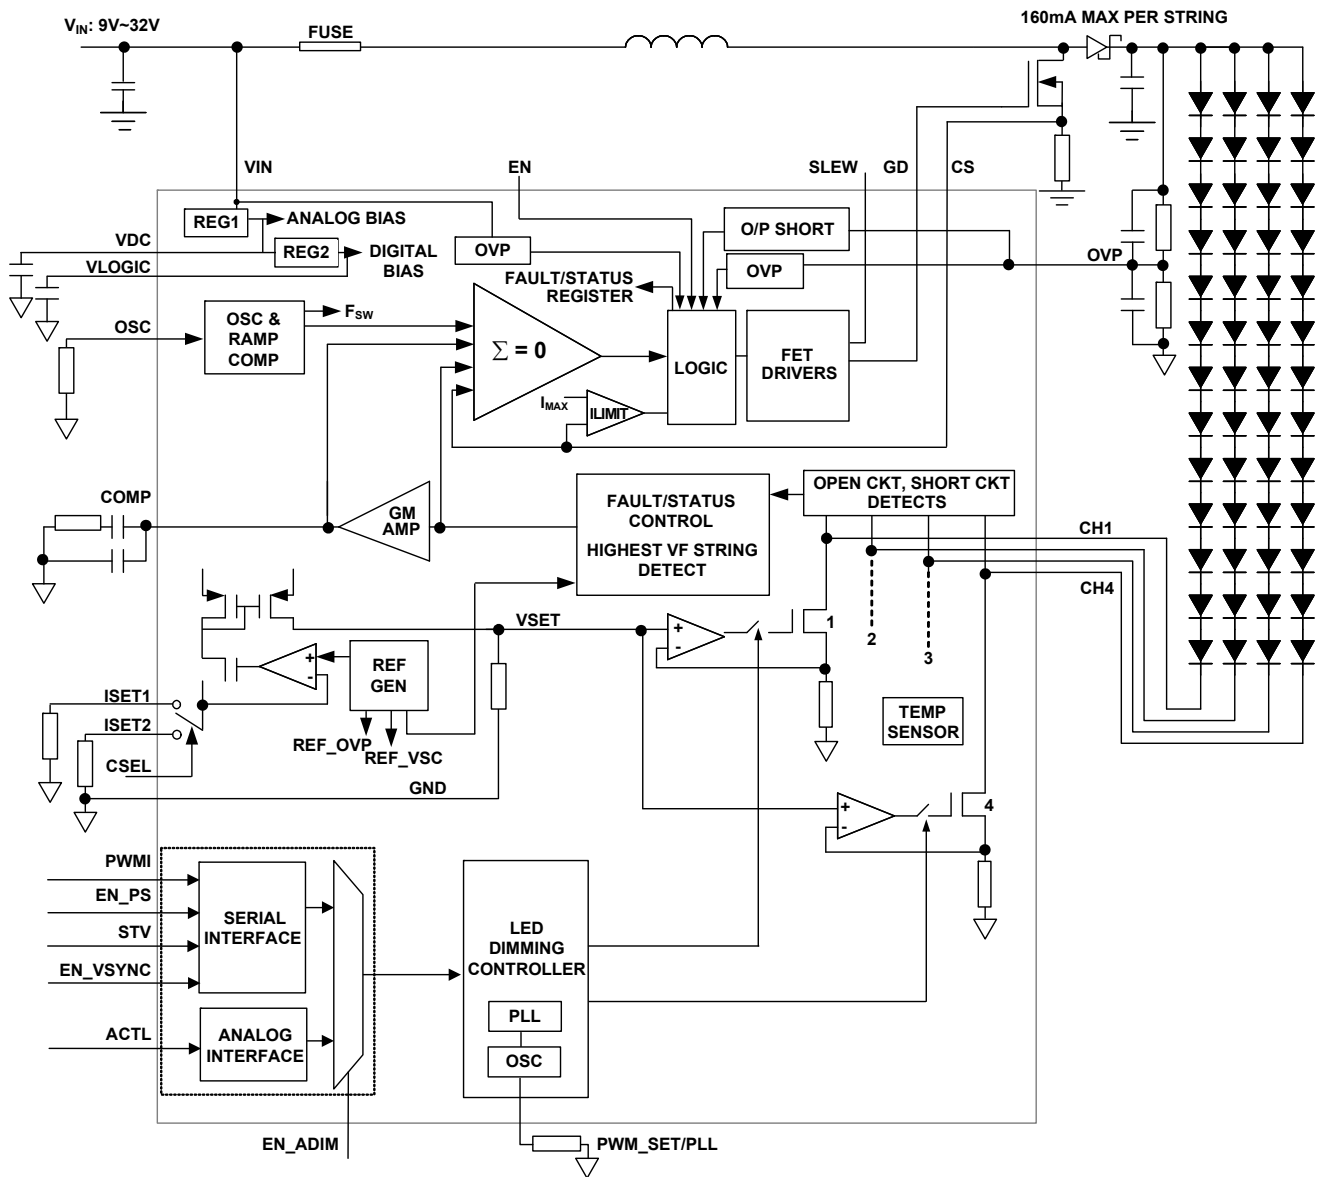 160mA MAX PER STRING
VIN: 9V~32V
FUSE
VIN
EN
SLEW
GD
CS
REG1
ANALOG BIAS
VDC
REG2
DIGITAL
BIAS
VLOGIC
OVP
O/P SHORT
OVP
OVP
FAULT/STATUS
REGISTER
OSC
OSC &
RAMP
COMP
FSW
∑ = 0
LOGIC
FET
DRIVERS
IMAX
ILIMIT
COMP
GM
AMP
FAULT/STATUS
CONTROL
HIGHEST VF STRING
DETECT
OPEN CKT, SHORT CKT
DETECTS
CH1
CH4
VSET
+
-
1
2
3
+
-
REF
GEN
ISET1
ISET2
CSEL
REF_OVP
REF_VSC
GND
TEMP
SENSOR
+
-
4
PWMI
EN_PS
STV
EN_VSYNC
SERIAL
INTERFACE
ACTL
ANALOG
INTERFACE
LED
DIMMING
CONTROLLER
PLL
OSC
EN_ADIM
PWM_SET/PLL